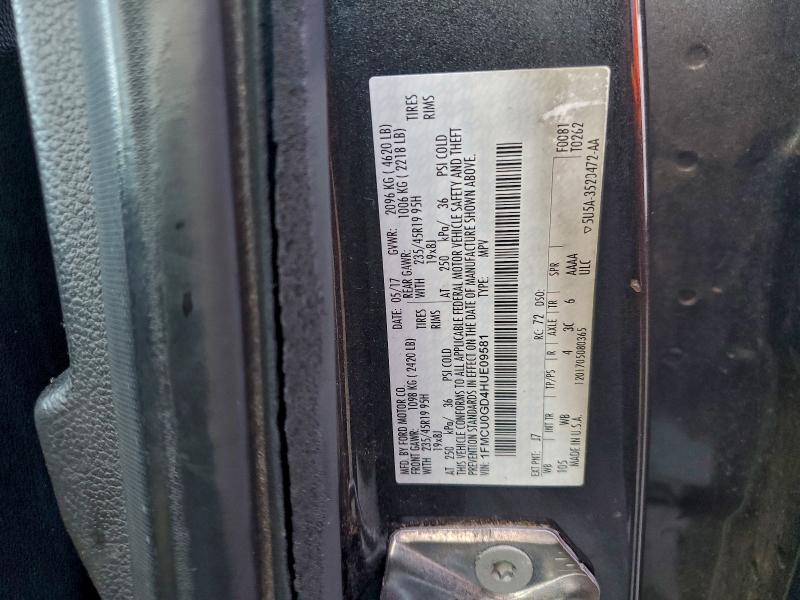 MFD. BY FORD MOTOR CO. DATE: 05/17 GVWR: 2096 KG ( 4620 LB)
FRONT GAWR: 1098 KG ( 2420 LB) REAR GAWR: 1006 KG ( 2218 LB)
WITH 235/45R19 95H TIRES WITH 235/45R19 95H TIRES
19x8J RIMS 19x8J RIMS
AT 250 kPa/ 36 PSI COLD AT 250 kPa/ 36 PSI COLD
THIS VEHICLE CONFORMS TO ALL APPLICABLE FEDERAL MOTOR VEHICLE SAFETY AND THEFT
PREVENTION STANDARDS IN EFFECT ON THE DATE OF MANUFACTURE SHOWN ABOVE.
VIN: 1FMCU0GD4HUE09581 TYPE: MPV
F0081
T0262
EXT PNT: J7 RC: 72 DSO:
WB INT TR TP/PS R AXLE TR SPR
105 WB 4 3C 6 AAAA
ULC
MADE IN U.S.A. 1201705080365 ▽5U5A-3520472-AA